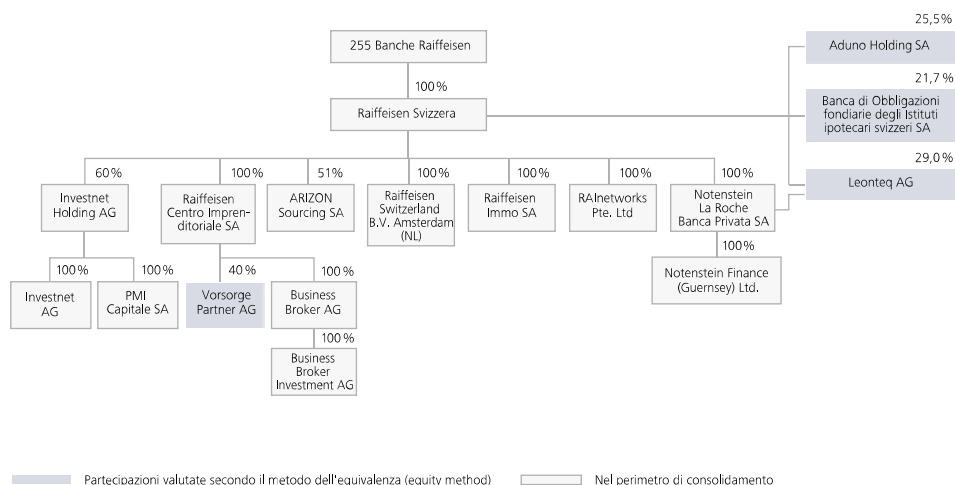 25,5%
255 Banche Raiffeisen
Aduno Holding SA
100%
21,7%
Raiffeisen Svizzera
Banca di Obbligazioni
fondiarie degli Istituti
ipotecari svizzeri SA
29,0%
Leonteq AG
60%
Investnet
Holding AG
100%
Raiffeisen
Centro Impren-
ditoriale SA
51%
ARIZON
Sourcing SA
100%
Raiffeisen
Switzerland
B.V. Amsterdam
(NL)
100%
Raiffeisen
Immo SA
100%
RAInetworks
Pte. Ltd
100%
Notenstein
La Roche
Banca Privata SA
100%
Investnet
AG
100%
PMI
Capitale SA
40%
Vorsorge
Partner AG
100%
Business
Broker AG
100%
Notenstein Finance
(Guernsey) Ltd.
100%
Business
Broker
Investment AG
Partecipazioni valutate secondo il metodo dell'equivalenza (equity method)
Nel perimetro di consolidamento